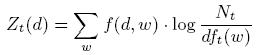 Z_t(d) = \sum_w f(d, w) \cdot \log \frac{N_t}{df_t(w)}